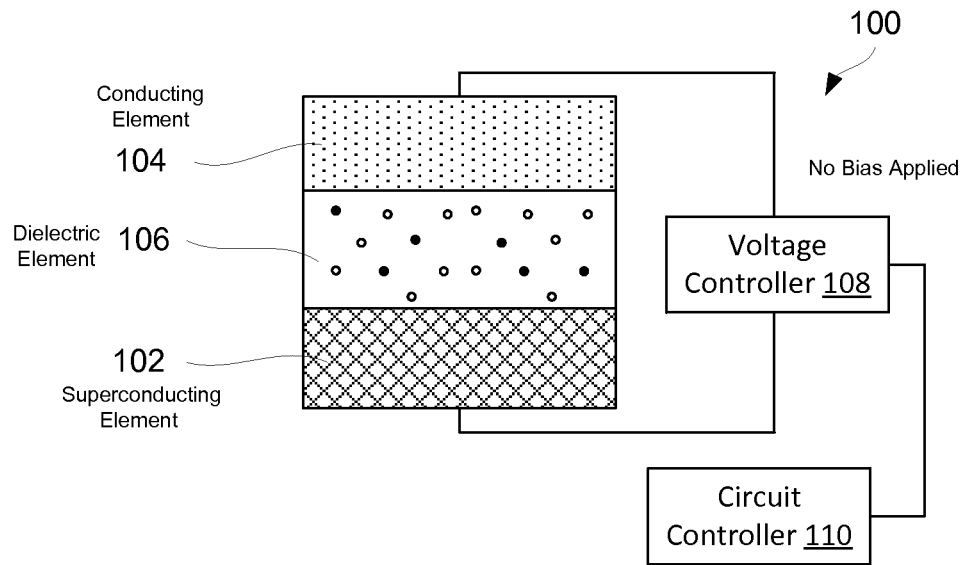 100
Conducting
Element
104
No Bias Applied
Dielectric
Element
106
Voltage
Controller 108
102
Superconducting
Element
Circuit
Controller 110